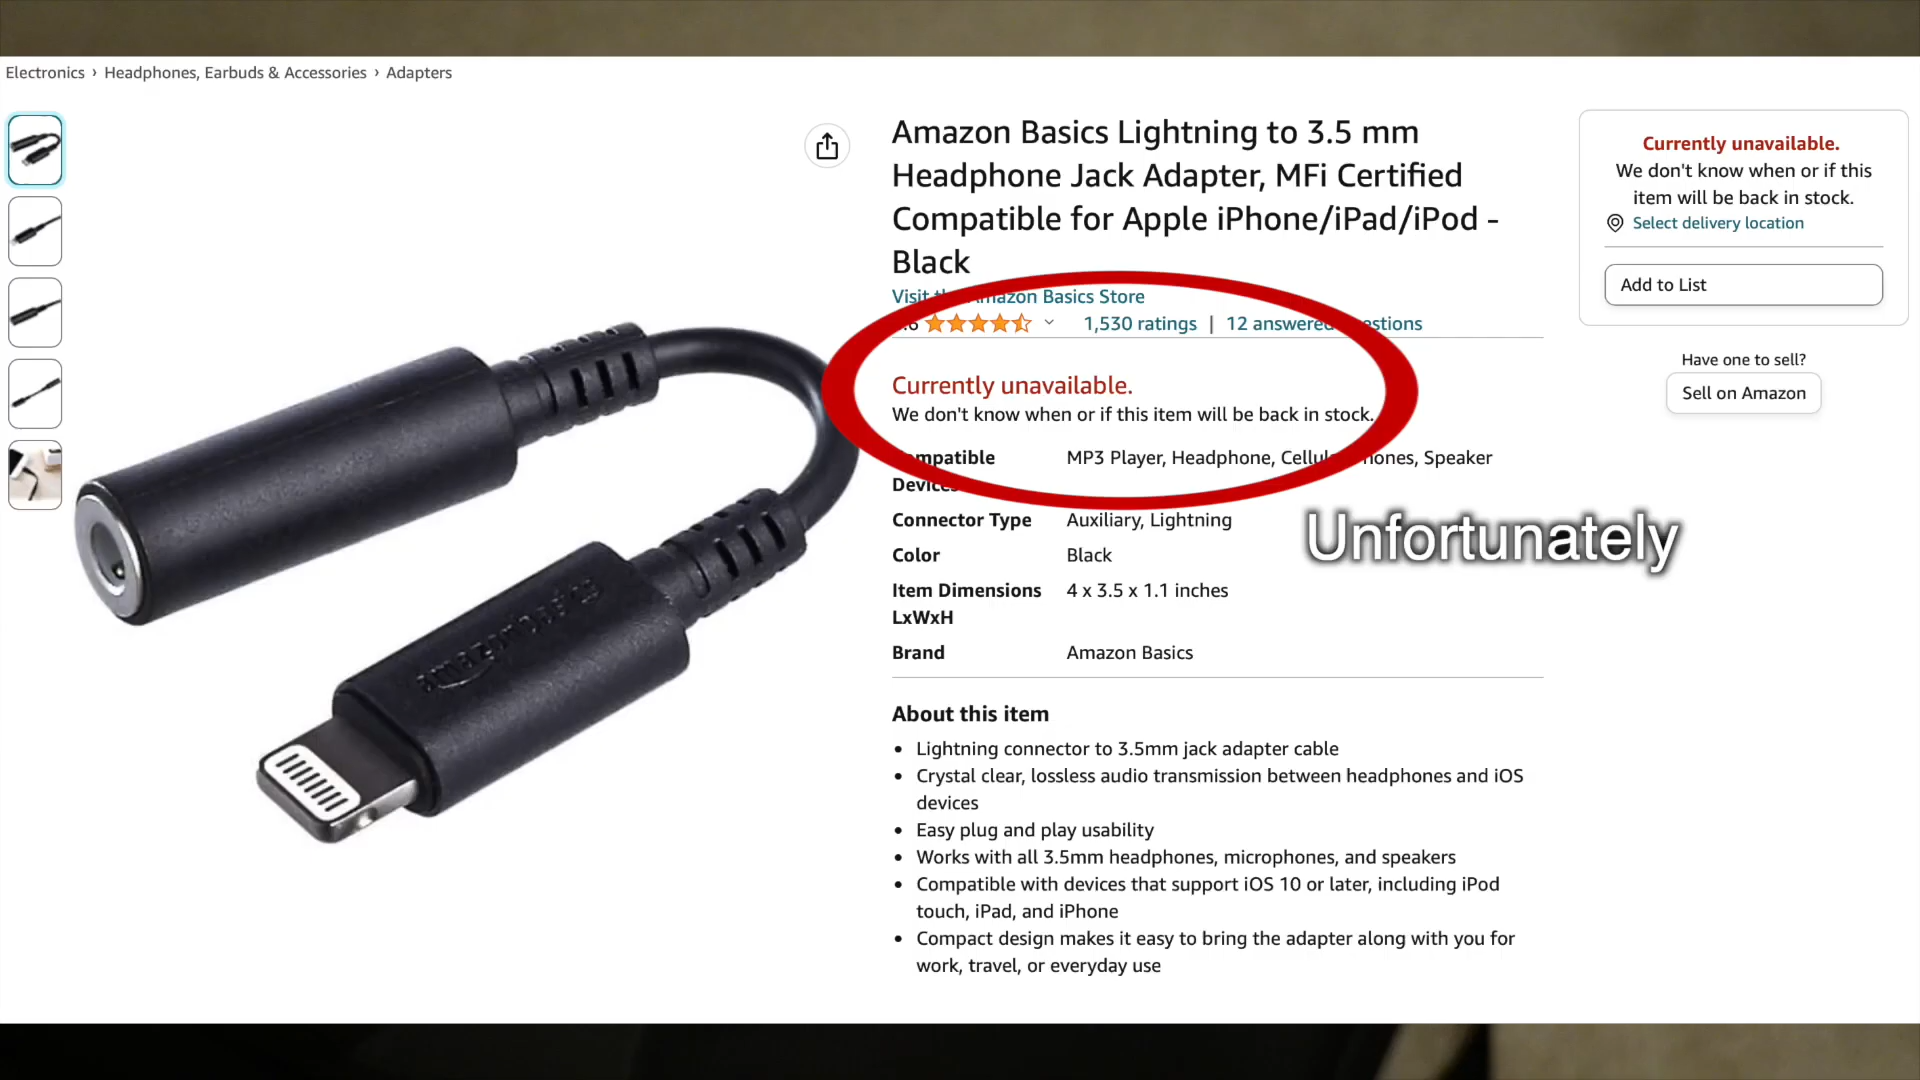 Electronics › Headphones, Earbuds & Accessories › Adapters
Amazon Basics Lightning to 3.5 mm
Headphone Jack Adapter, MFi Certified
Compatible for Apple iPhone/iPad/iPod -
Black
Visit Amazon Basics Store
1,530 ratings | 12 answered
Currently unavailable.
We don't know when or if this item will be back in stock.
Compatible Devices
MP3 Player, Headphone, Cellular Phones, Speaker
Connector Type Auxiliary, Lightning
Color Black
Item Dimensions 4 x 3.5 x 1.1 inches
LxWxH
Brand Amazon Basics
About this item
• Lightning connector to 3.5mm jack adapter cable
• Crystal clear, lossless audio transmission between headphones and iOS
devices
• Easy plug and play usability
• Works with all 3.5mm headphones, microphones, and speakers
• Compatible with devices that support iOS 10 or later, including iPod
touch, iPad, and iPhone
• Compact design makes it easy to bring the adapter along with you for
work, travel, or everyday use
Currently unavailable.
We don't know when or if this
item will be back in stock.
Select delivery location
Add to List
Have one to sell?
Sell on Amazon
Unfortunately
amazonbasics